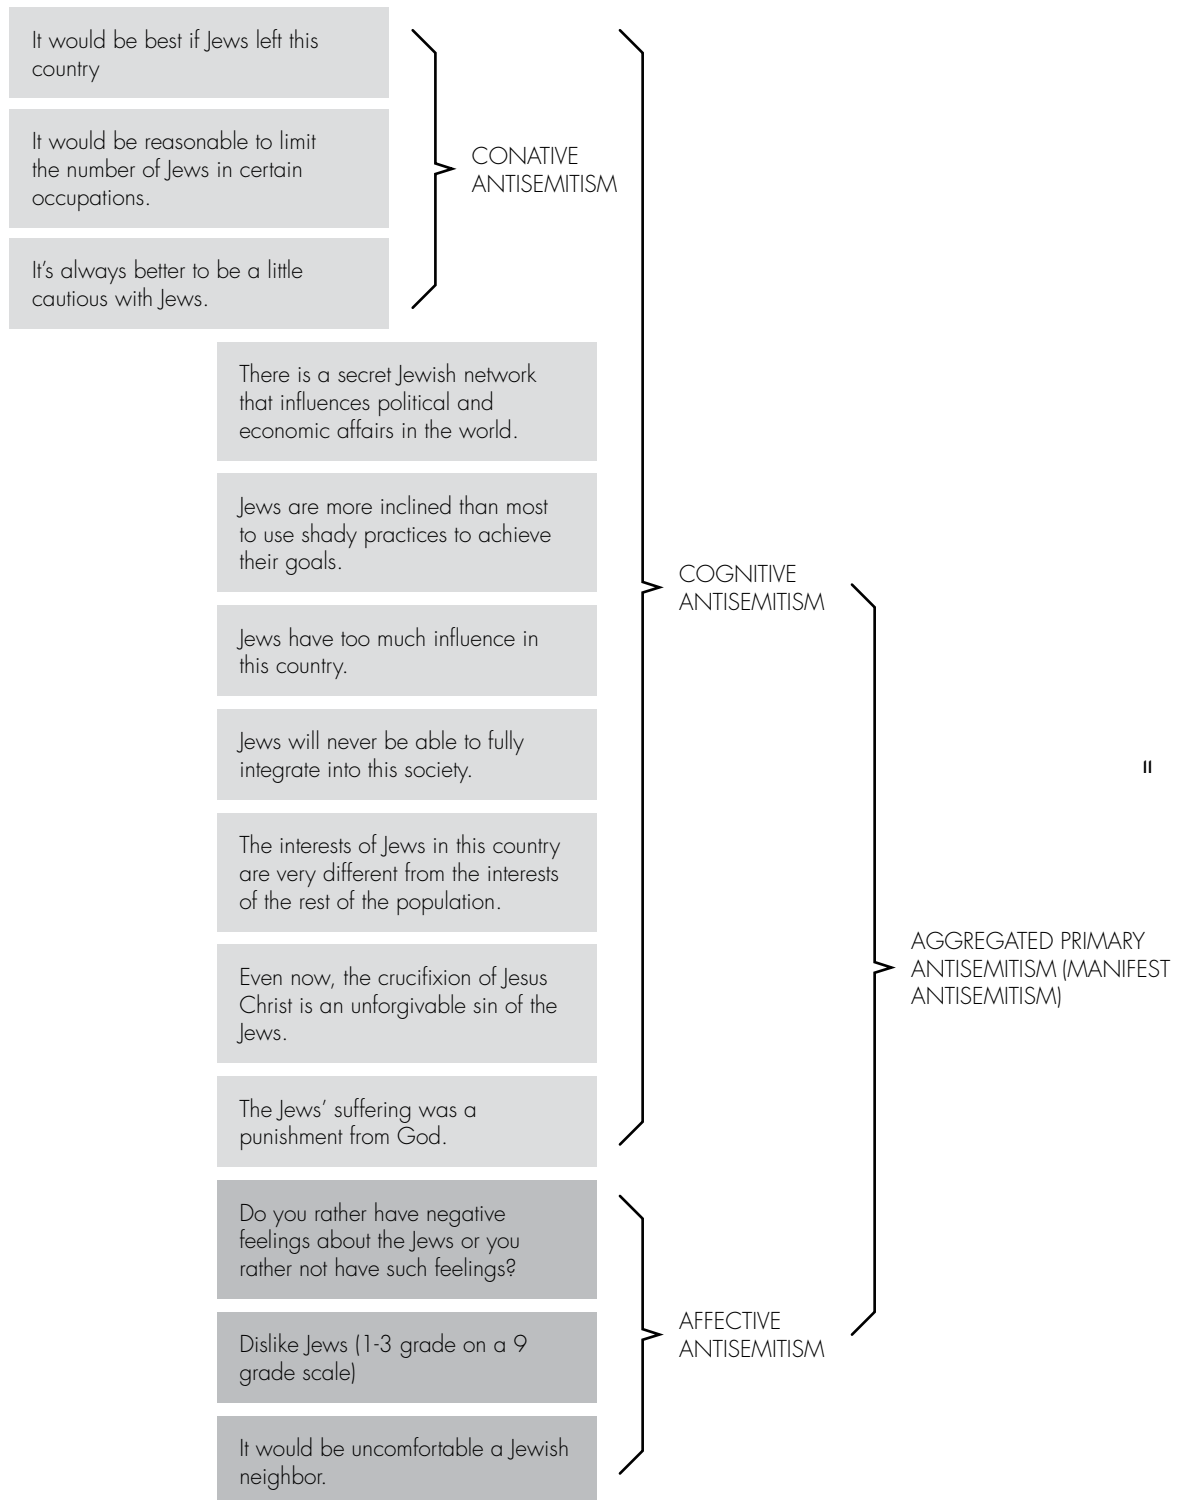 It would be best if Jews left this
country
It would be reasonable to limit
the number of Jews in certain
occupations.
CONATIVE
ANTISEMITISM
It's always better to be a little
cautious with Jews.
There is a secret Jewish network
that influences political and
economic affairs in the world.
Jews are more inclined than most
to use shady practices to achieve
their goals.
COGNITIVE
ANTISEMITISM
Jews have too much influence in
this country.
Jews will never be able to fully
integrate into this society.
11
The interests of Jews in this country
are very different from the interests
of the rest of the population.
Even now, the crucifixion of Jesus
Christ is an unforgivable sin of the
Jews.
AGGREGATED PRIMARY
ANTISEMITISM (MANIFEST
ANTISEMITISM)
The Jews' suffering was a
punishment from God.
Do you rather have negative
feelings about the Jews or you
rather not have such feelings?
Dislike Jews (1-3 grade on a 9
grade scale)
AFFECTIVE
ANTISEMITISM
It would be uncomfortable a Jewish
neighbor.